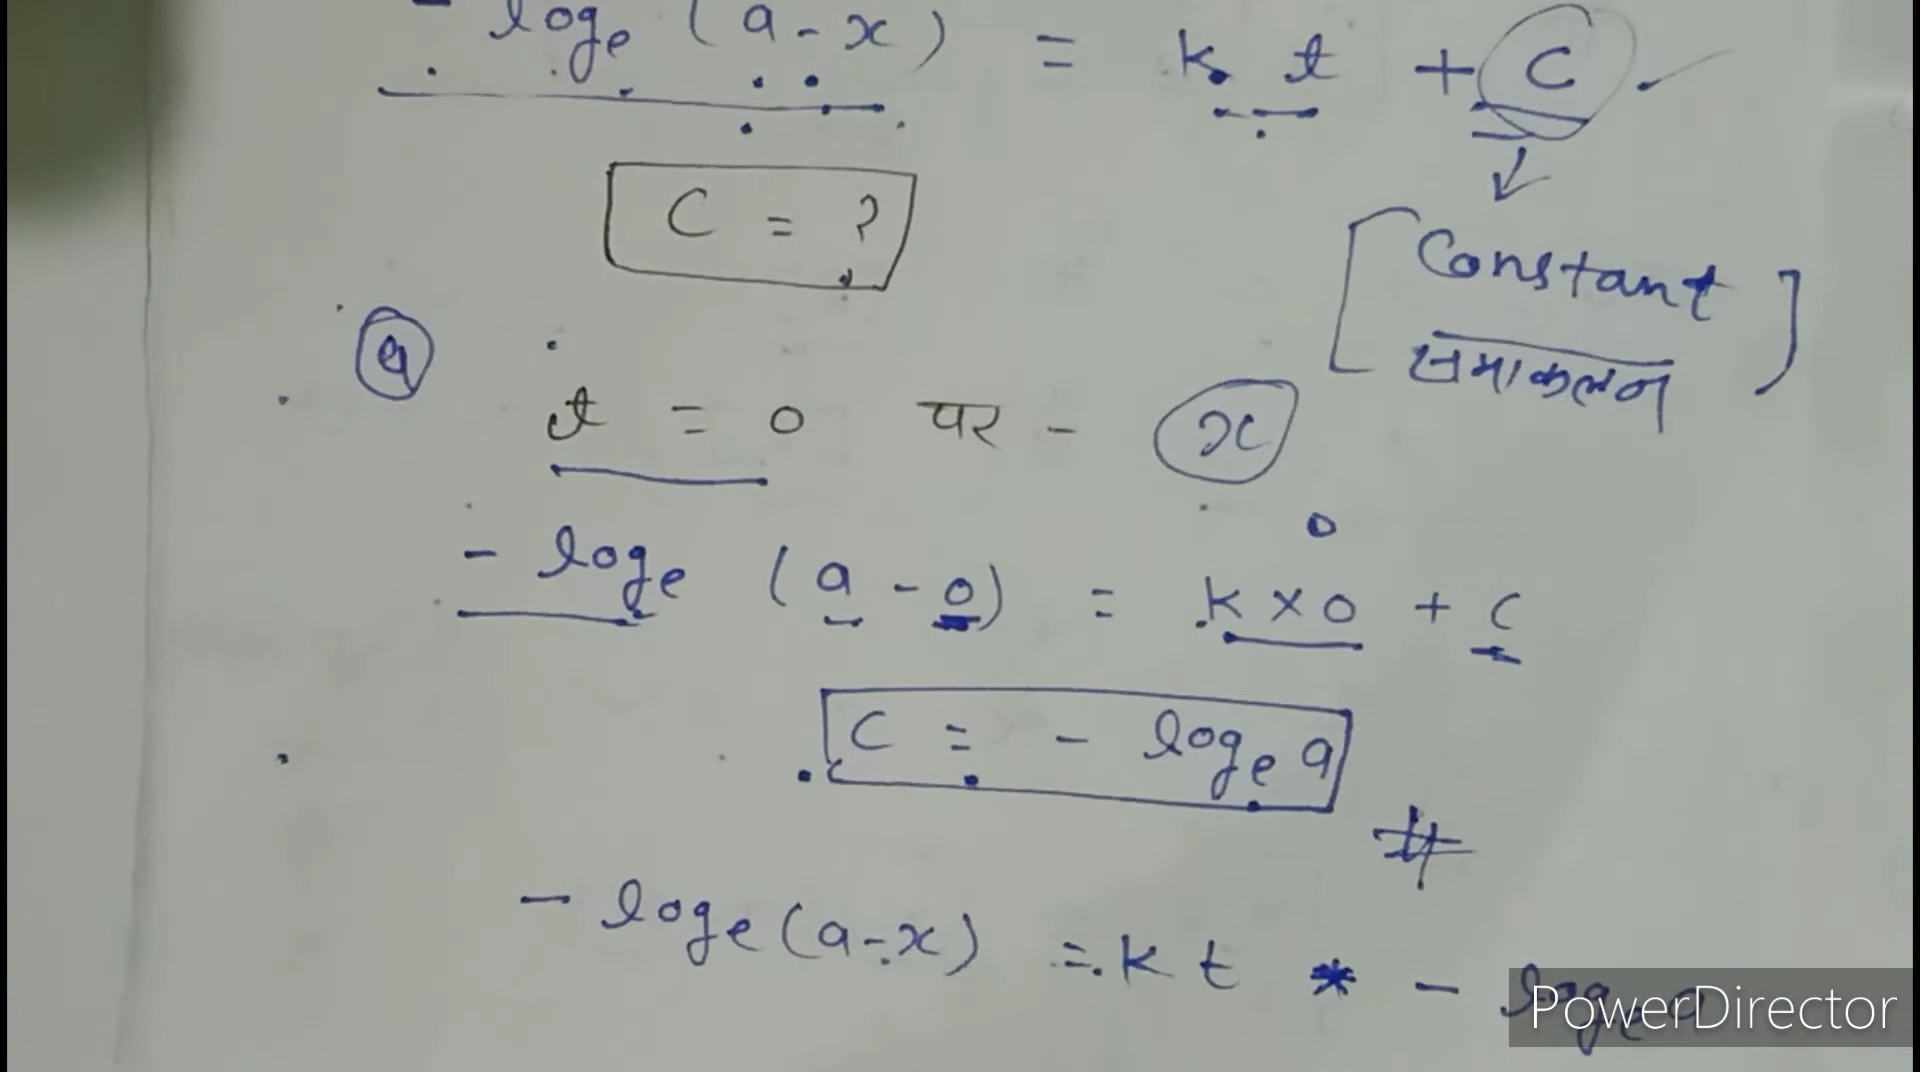 - logₑ (a - x) = k t + C
C = ?
Constant
समाकलन
t = 0 पर - x
0
- logₑ (a - 0) = k × 0 + C
C = - logₑ a
#
- logₑ (a - x) = k t * - logₑ a
PowerDirector